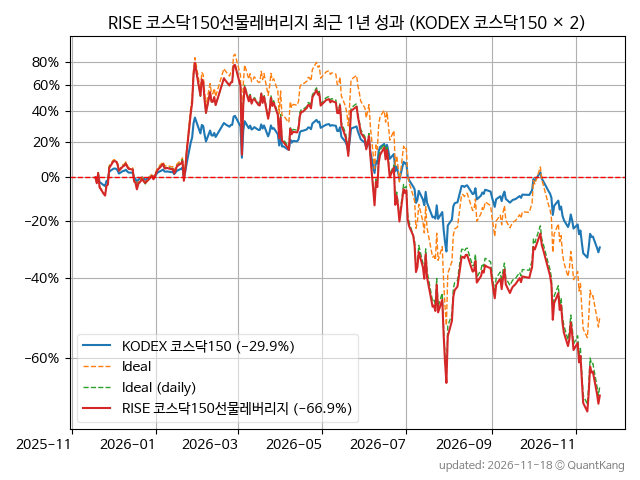 RISE 코스닥150선물레버리지 최근 1년 성과 (KODEX 코스닥150 × 2)
80%
60%
40%
20%
0%
−20%
−40%
−60%
KODEX 코스닥150 (−29.9%)
Ideal
Ideal (daily)
RISE 코스닥150선물레버리지 (−66.9%)
2025-11 2026-01 2026-03 2026-05 2026-07 2026-09 2026-11
updated: 2026-11-18 © QuantKang